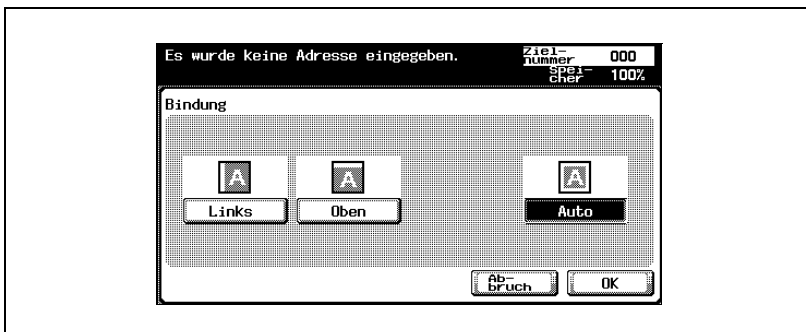 Es wurde keine Adresse eingegeben.
Ziel-
nummer 000
Spei-
cher 100%
Bindung
A A A
Links Oben Auto
Ab-
bruch OK